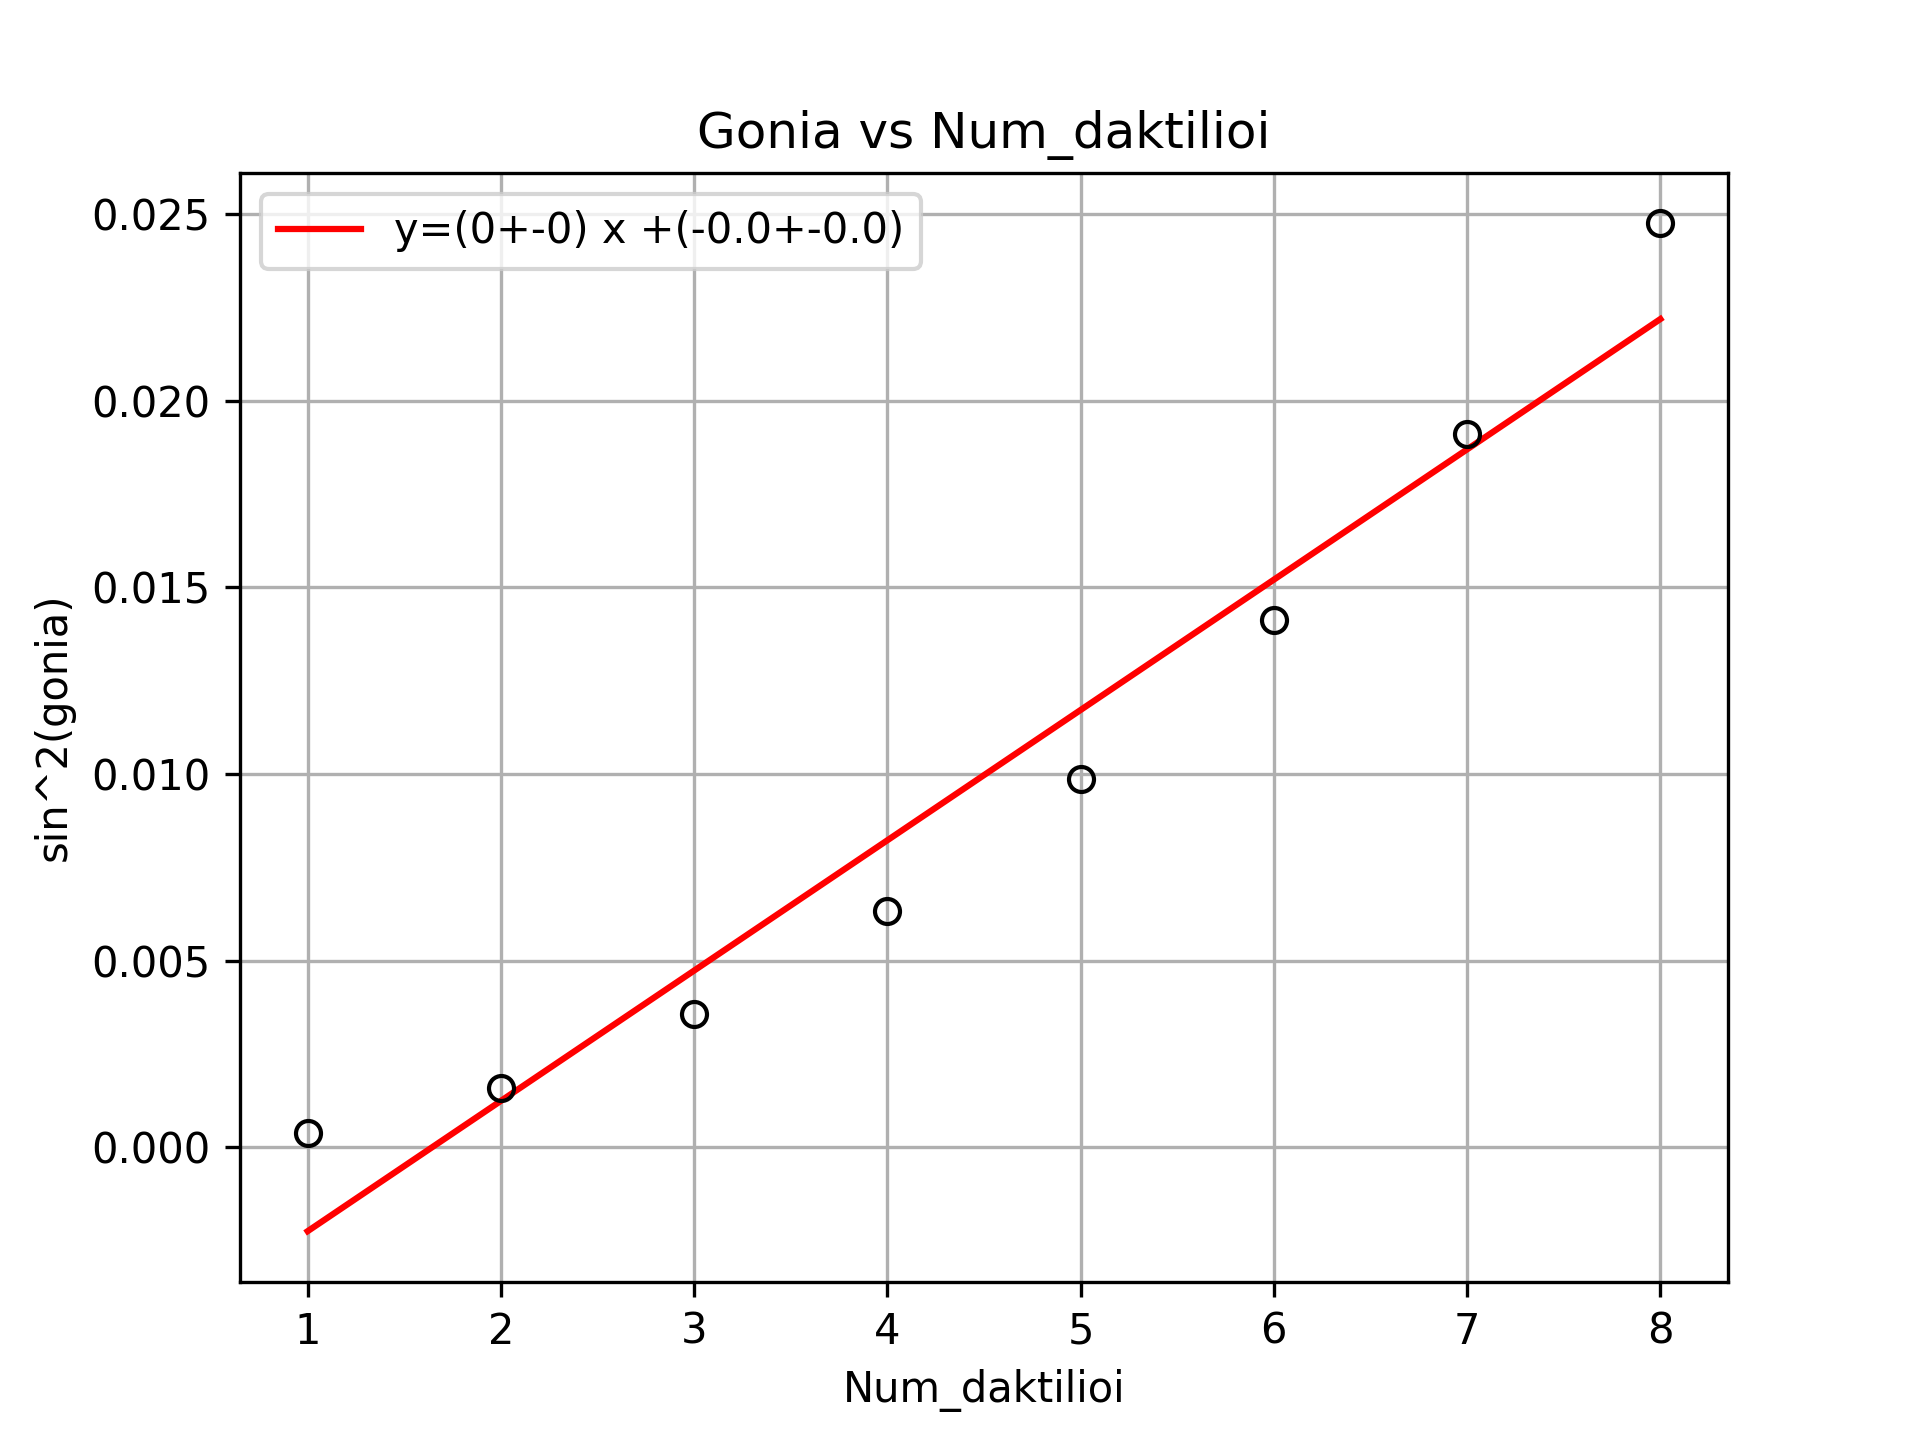 Gonia vs Num_daktilioi
y=(0+-0) x +(-0.0+-0.0)
sin^2(gonia)
0.025
0.020
0.015
0.010
0.005
0.000
1 2 3 4 5 6 7 8
Num_daktilioi